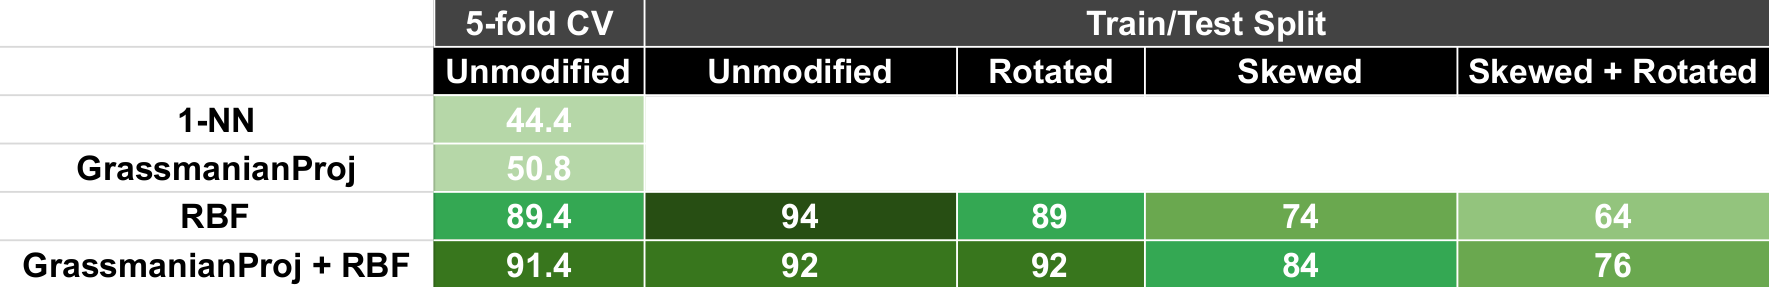 5-fold CV Train/Test Split
Unmodified Unmodified Rotated Skewed Skewed + Rotated
1-NN 44.4
GrassmanianProj 50.8
RBF 89.4 94 89 74 64
GrassmanianProj + RBF 91.4 92 92 84 76